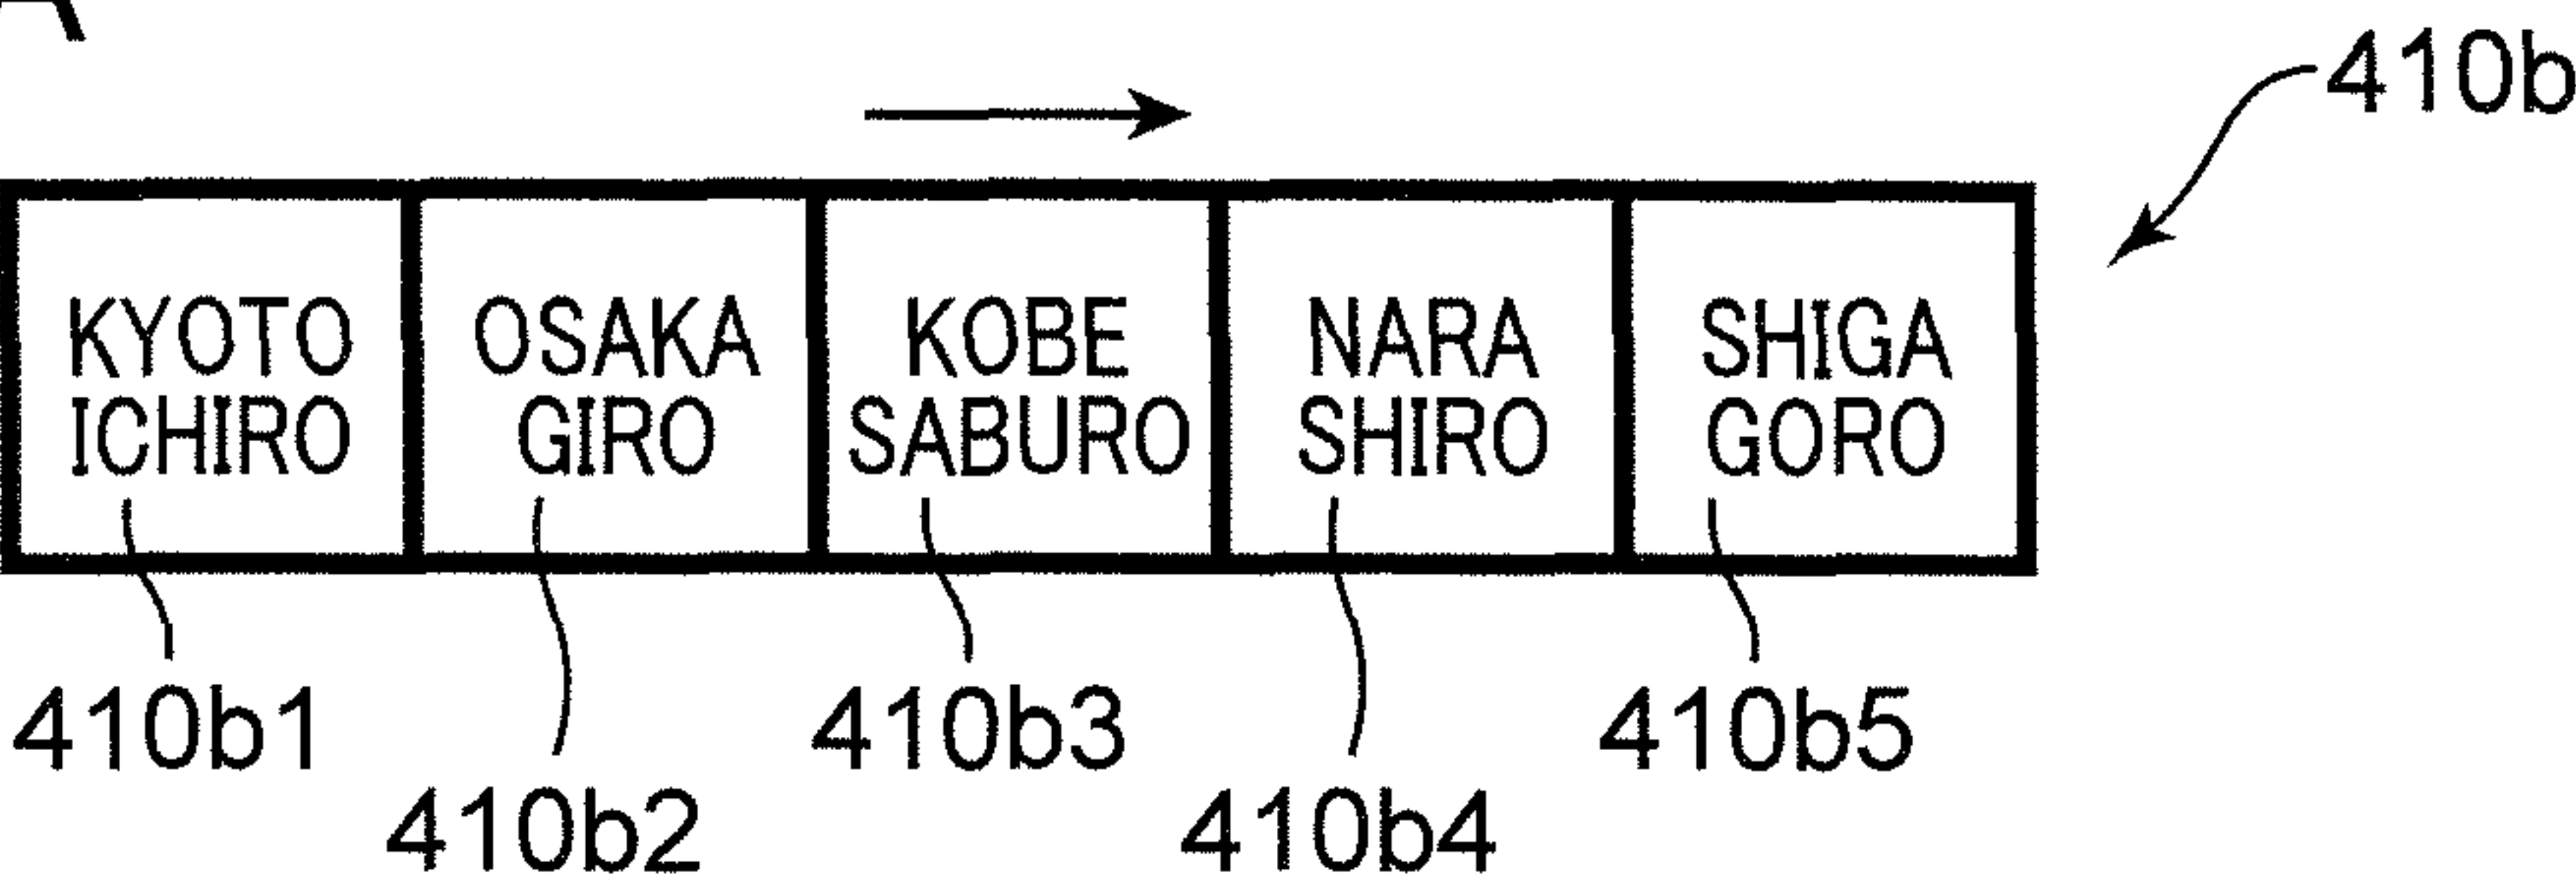 A
410b
KYOTO
ICHIRO
OSAKA
GIRO
KOBE
SABURO
NARA
SHIRO
SHIGA
GORO
410b1
410b2
410b3
410b4
410b5